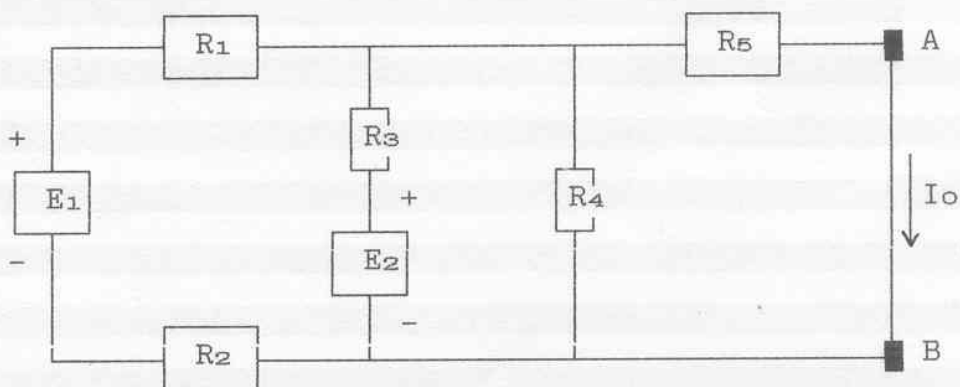 R1
R5
A
+
R3
E1
+
R4
Io
-
E2
-
R2
B